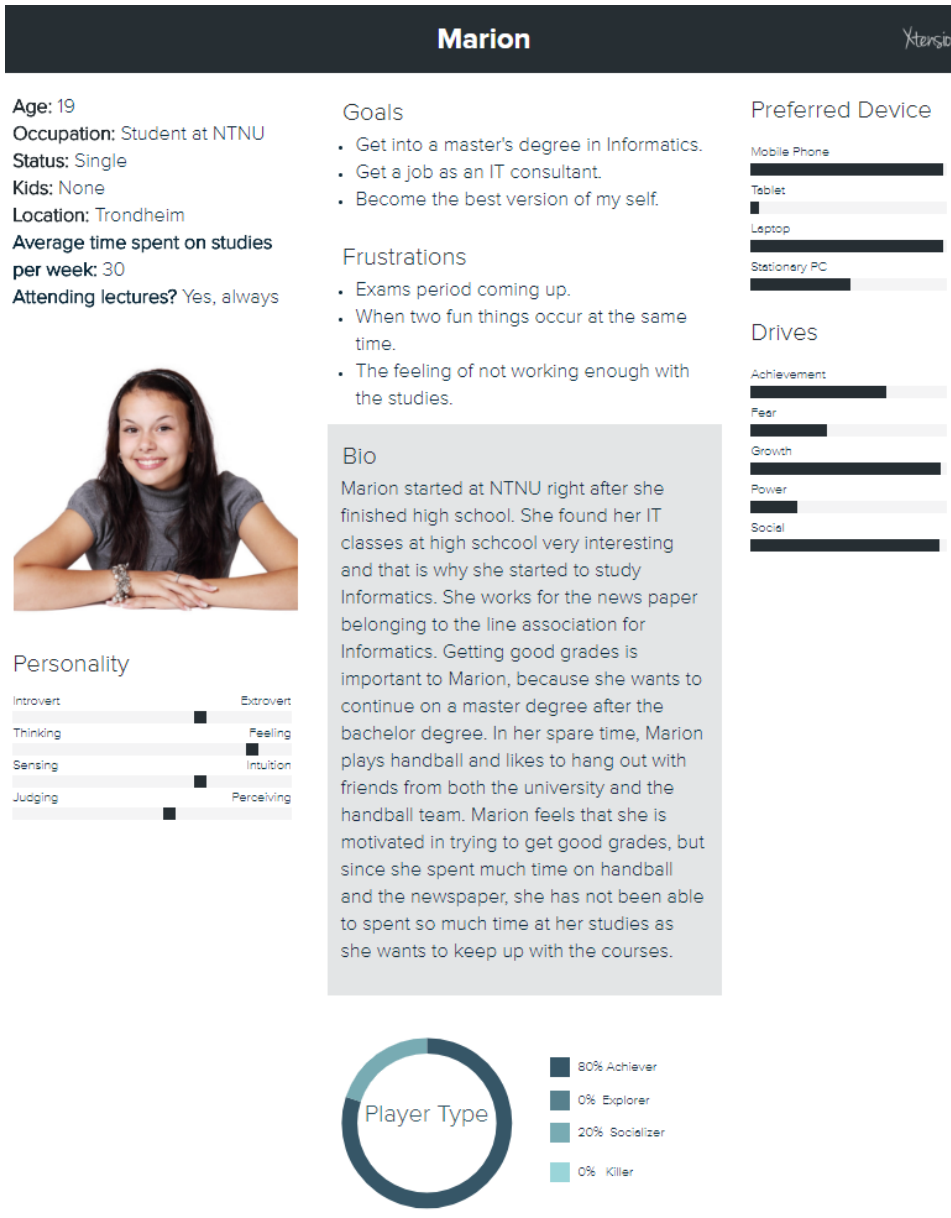 Marion
Xtensio
Age: 19
Occupation: Student at NTNU
Status: Single
Kids: None
Location: Trondheim
Average time spent on studies
per week: 30
Attending lectures? Yes, always
Personality
Introvert Extrovert
Thinking Feeling
Sensing Intuition
Judging Perceiving
Goals
• Get into a master's degree in Informatics.
• Get a job as an IT consultant.
• Become the best version of my self.
Frustrations
• Exams period coming up.
• When two fun things occur at the same
time.
• The feeling of not working enough with
the studies.
Bio
Marion started at NTNU right after she
finished high school. She found her IT
classes at high schcool very interesting
and that is why she started to study
Informatics. She works for the news paper
belonging to the line association for
Informatics. Getting good grades is
important to Marion, because she wants to
continue on a master degree after the
bachelor degree. In her spare time, Marion
plays handball and likes to hang out with
friends from both the university and the
handball team. Marion feels that she is
motivated in trying to get good grades, but
since she spent much time on handball
and the newspaper, she has not been able
to spent so much time at her studies as
she wants to keep up with the courses.
Preferred Device
Mobile Phone
Tablet
Laptop
Stationary PC
Drives
Achievement
Fear
Growth
Power
Social
Player Type
80% Achiever
0% Explorer
20% Socializer
0% Killer